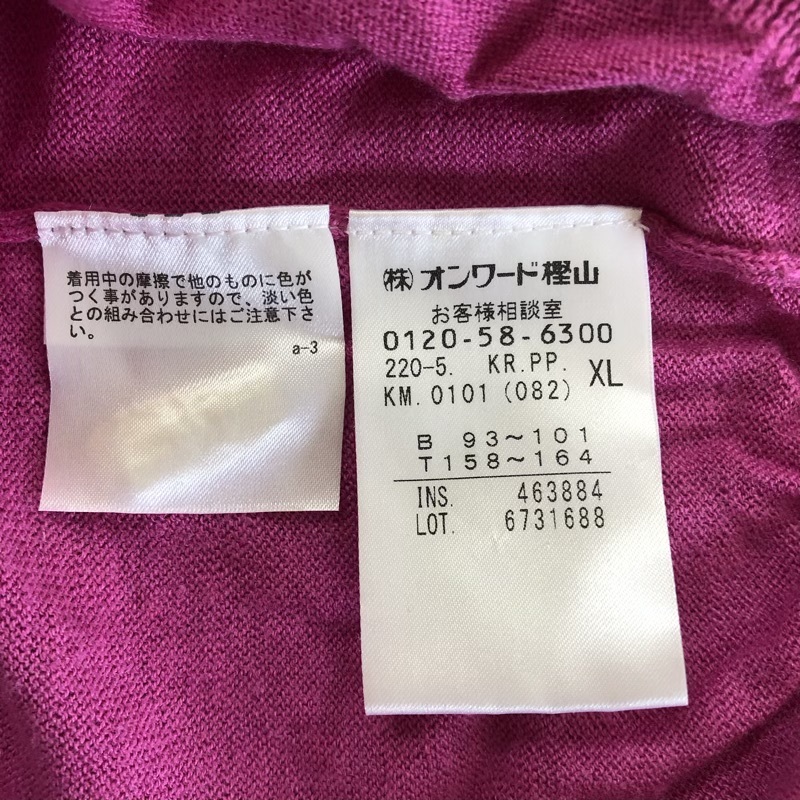 着用中の摩擦で他のものに色が
つく事がありますので、淡い色
との組み合わせにはご注意下さ
い。
a-3
㈱オンワード樫山
お客様相談室
0120-58-6300
220-5. KR.PP.
XL
KM.0101(082)
B 93～101
T158～164
INS. 463884
LOT. 6731688